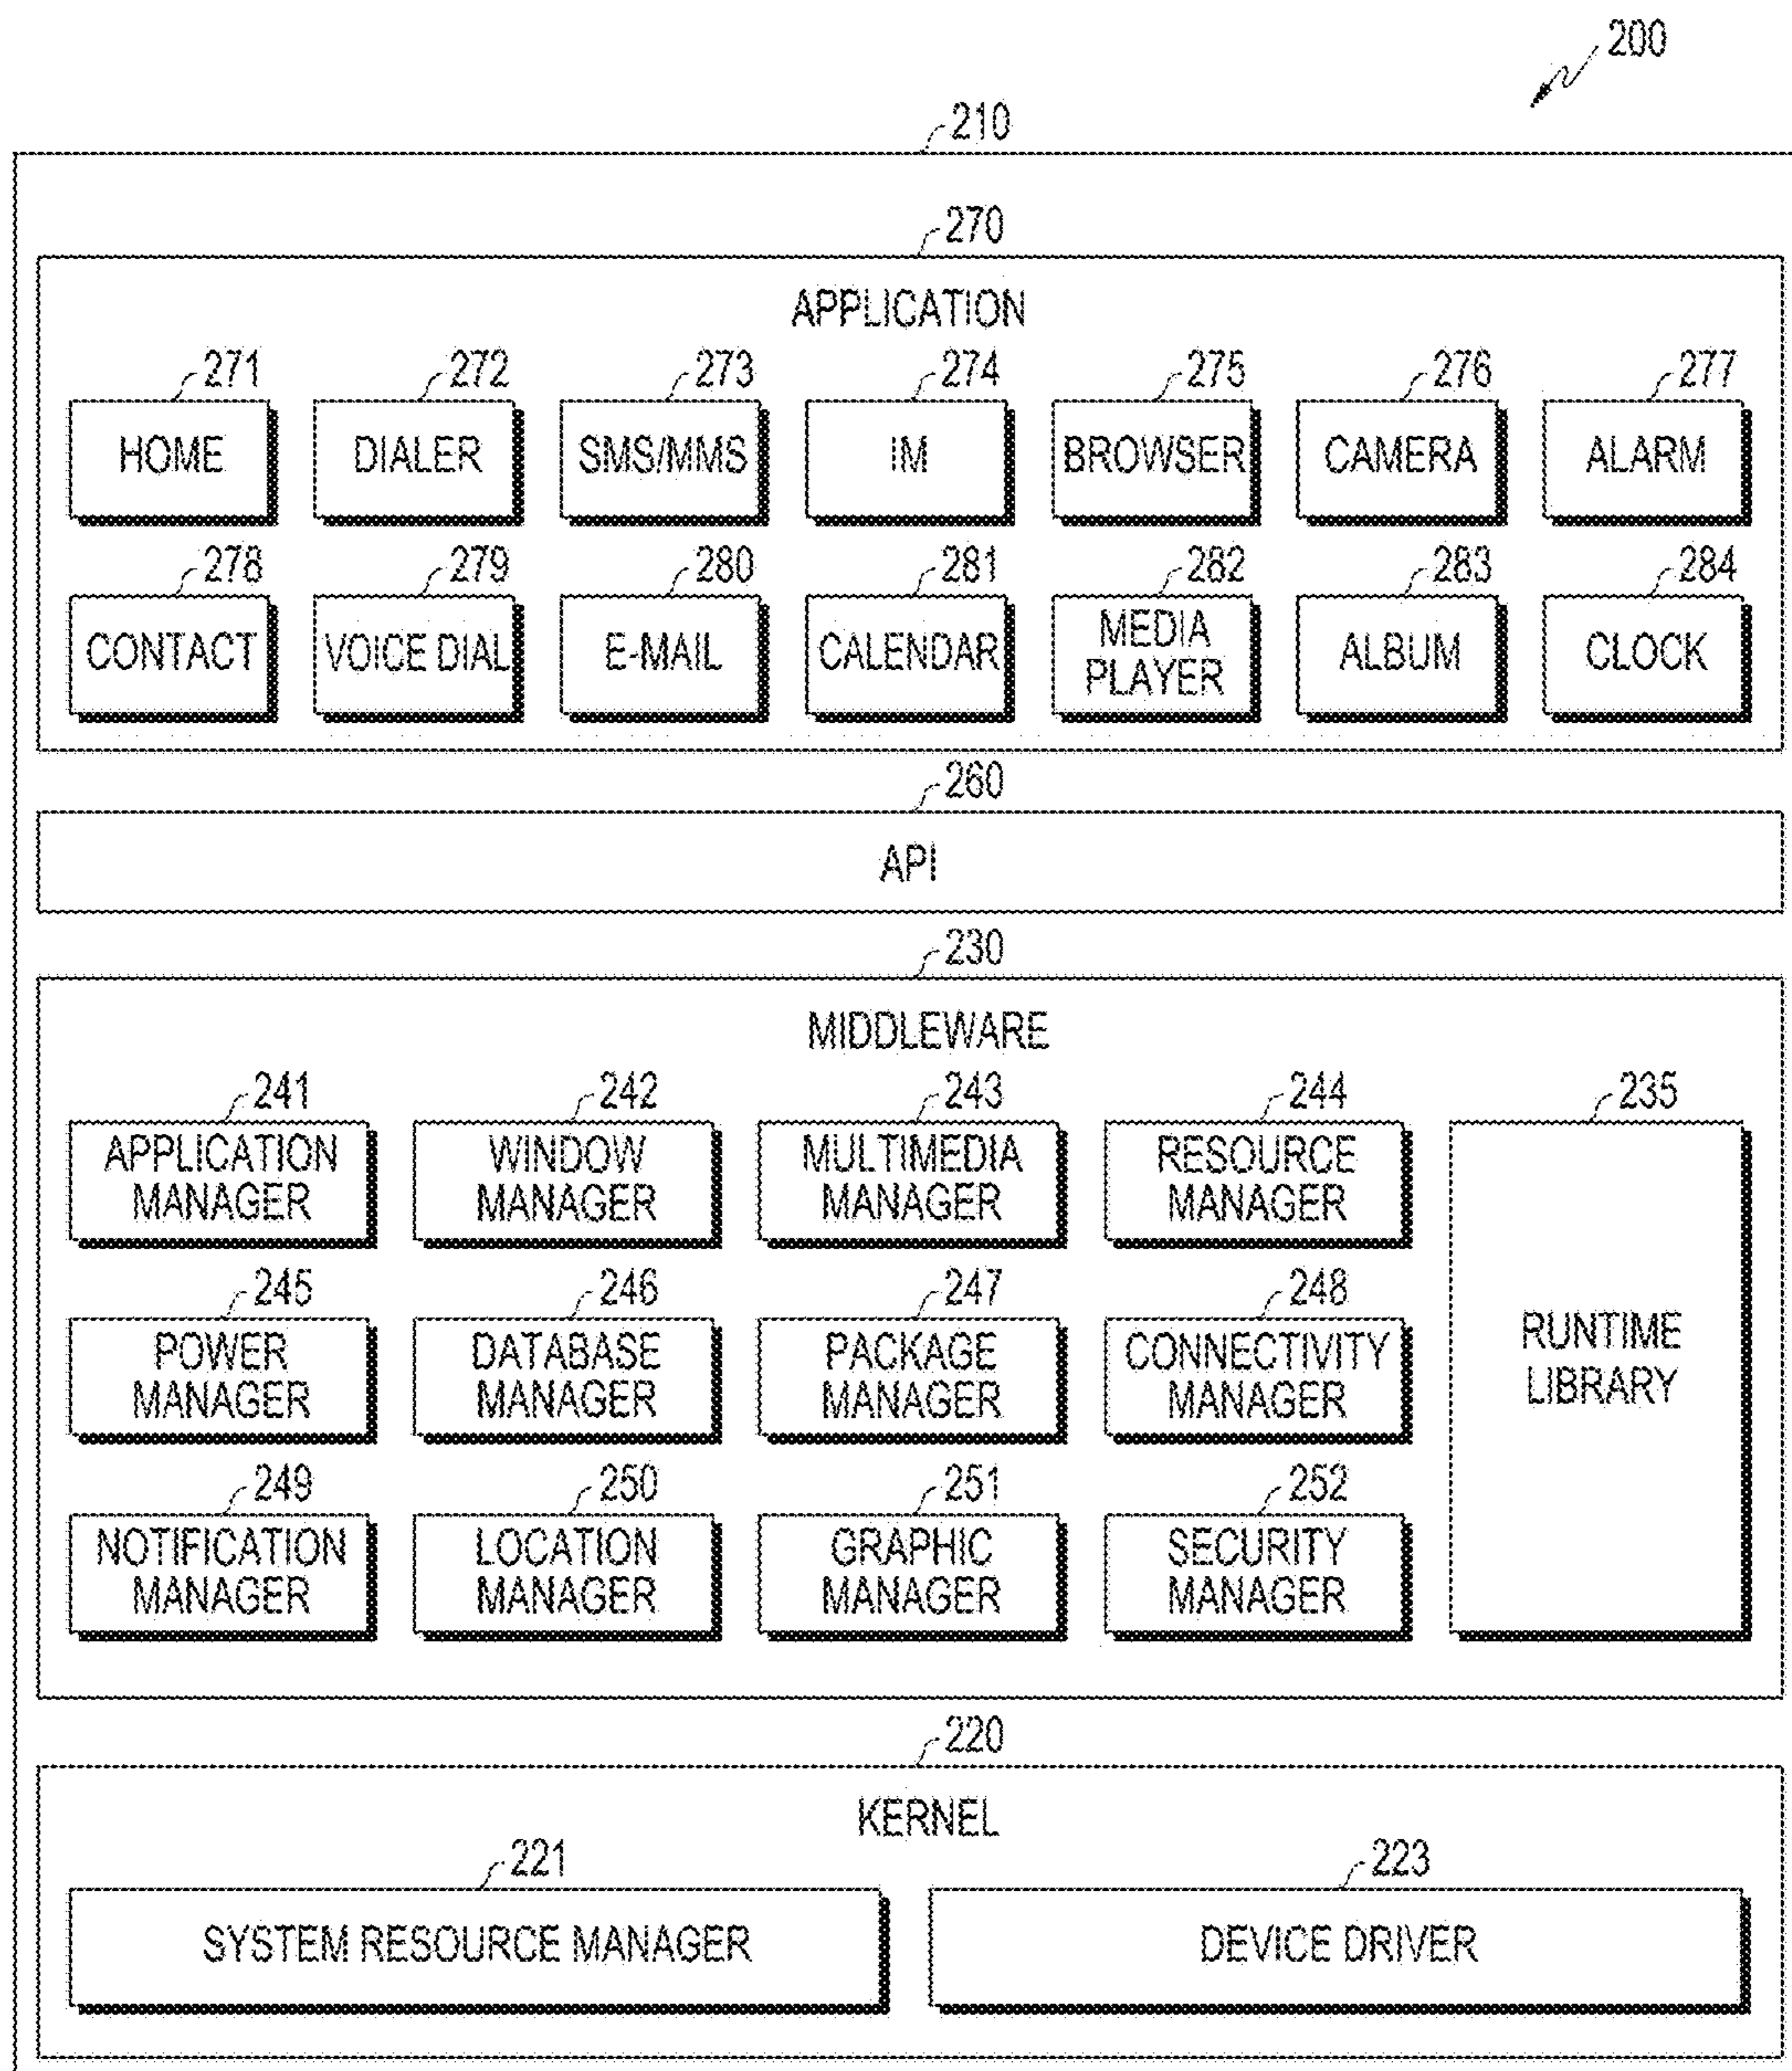 200
210
270
APPLICATION
271 272 273 274 275 276 277
HOME DIALER SMS/MMS IM BROWSER CAMERA ALARM
278 279 280 281 282 283 284
CONTACT VOICE DIAL E-MAIL CALENDAR MEDIA PLAYER ALBUM CLOCK
260
API
230
MIDDLEWARE
241 242 243 244 235
APPLICATION MANAGER WINDOW MANAGER MULTIMEDIA MANAGER RESOURCE MANAGER
245 246 247 248
POWER MANAGER DATABASE MANAGER PACKAGE MANAGER CONNECTIVITY MANAGER RUNTIME LIBRARY
249 250 251 252
NOTIFICATION MANAGER LOCATION MANAGER GRAPHIC MANAGER SECURITY MANAGER
220
KERNEL
221 223
SYSTEM RESOURCE MANAGER DEVICE DRIVER